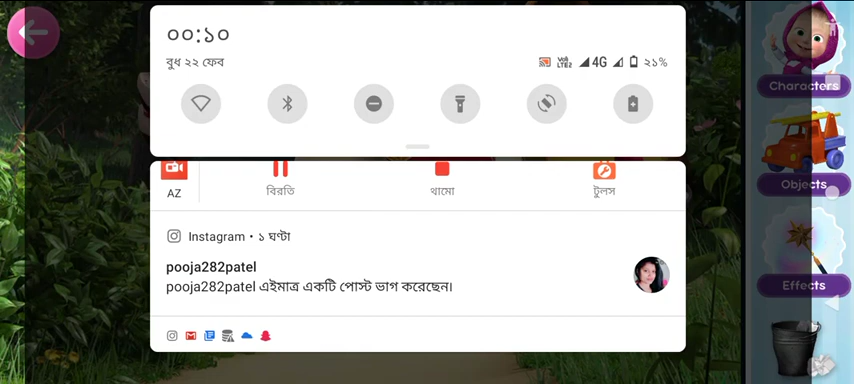 ০০:১০
বুধ ২২ ফেব
4G
২১%
AZ
বিরতি
থামো
টুলস
Instagram • ১ ঘণ্টা
pooja282patel
pooja282patel এইমাত্র একটি পোস্ট ভাগ করেছেন।
Characters
Objects
Effects